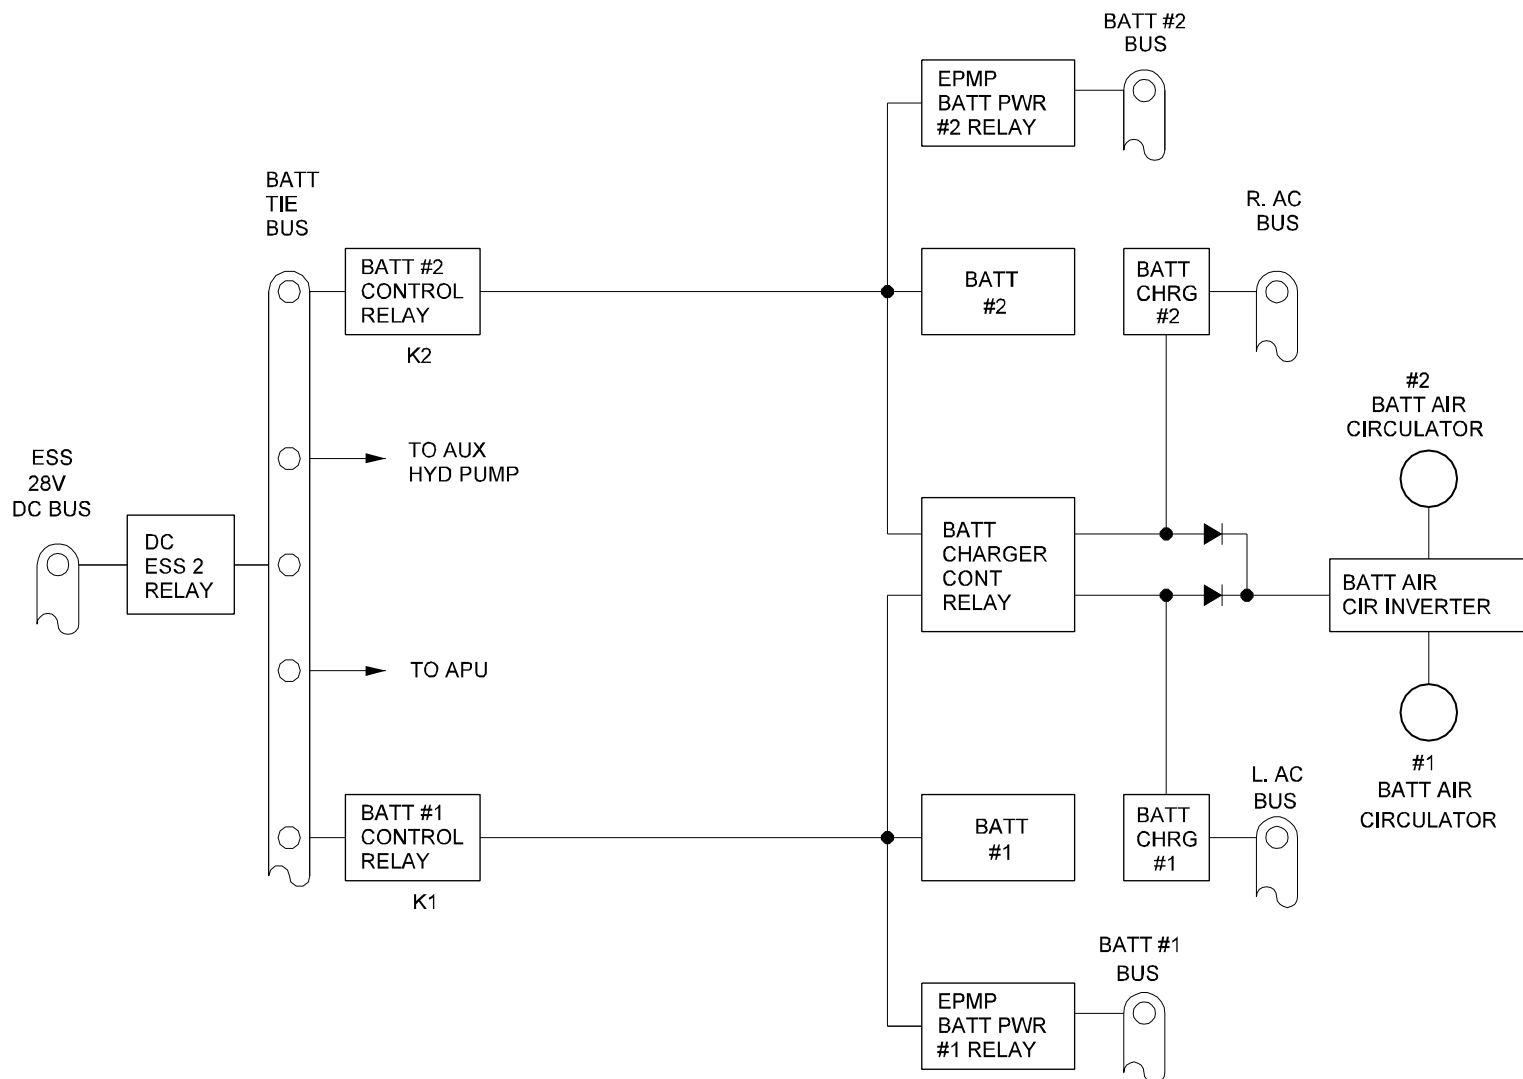 BATT #2
BUS
EPMP
BATT PWR
#2 RELAY
BATT
TIE
BUS
R. AC
BUS
BATT #2
CONTROL
RELAY
K2
BATT
#2
BATT
CHRG
#2
#2
BATT AIR
CIRCULATOR
TO AUX
HYD PUMP
ESS
28V
DC BUS
DC
ESS 2
RELAY
BATT
CHARGER
CONT
RELAY
BATT AIR
CIR INVERTER
TO APU
#1
BATT AIR
CIRCULATOR
L. AC
BUS
BATT #1
CONTROL
RELAY
K1
BATT
#1
BATT
CHRG
#1
BATT #1
BUS
EPMP
BATT PWR
#1 RELAY